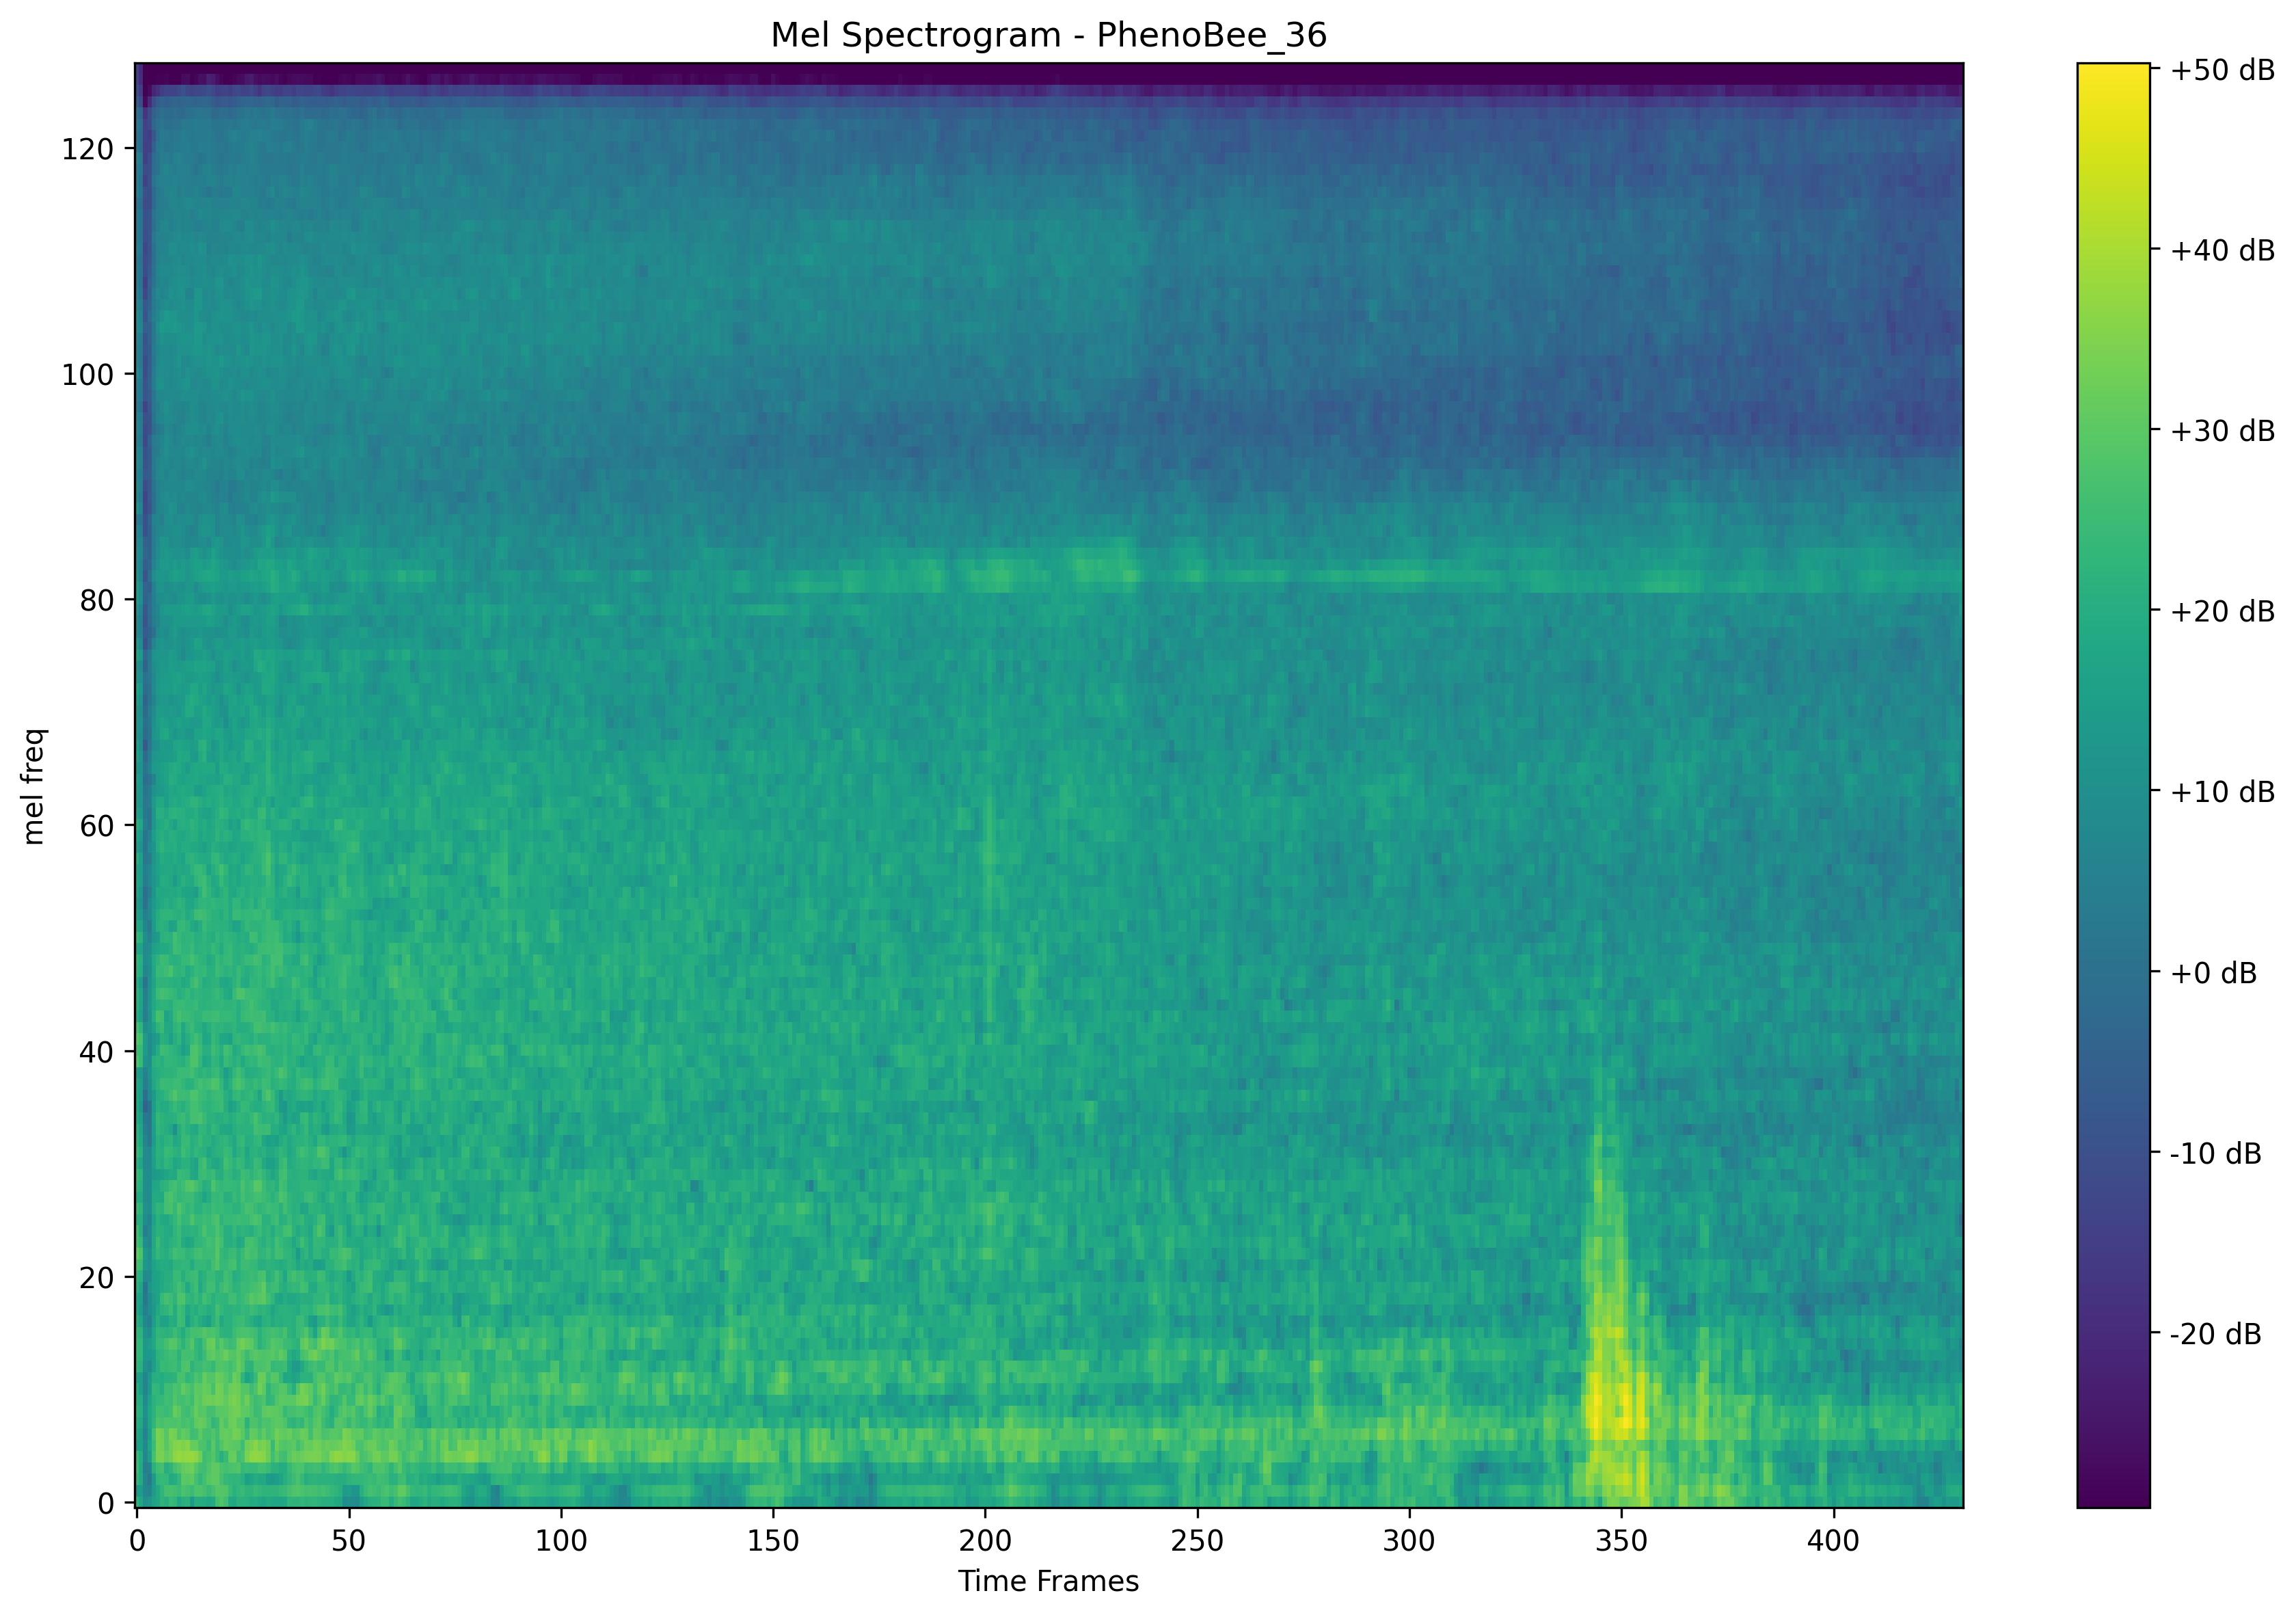 Mel Spectrogram - PhenoBee_36
+50 dB
+40 dB
+30 dB
+20 dB
+10 dB
+0 dB
-10 dB
-20 dB
mel freq
120
100
80
60
40
20
0
0 50 100 150 200 250 300 350 400
Time Frames